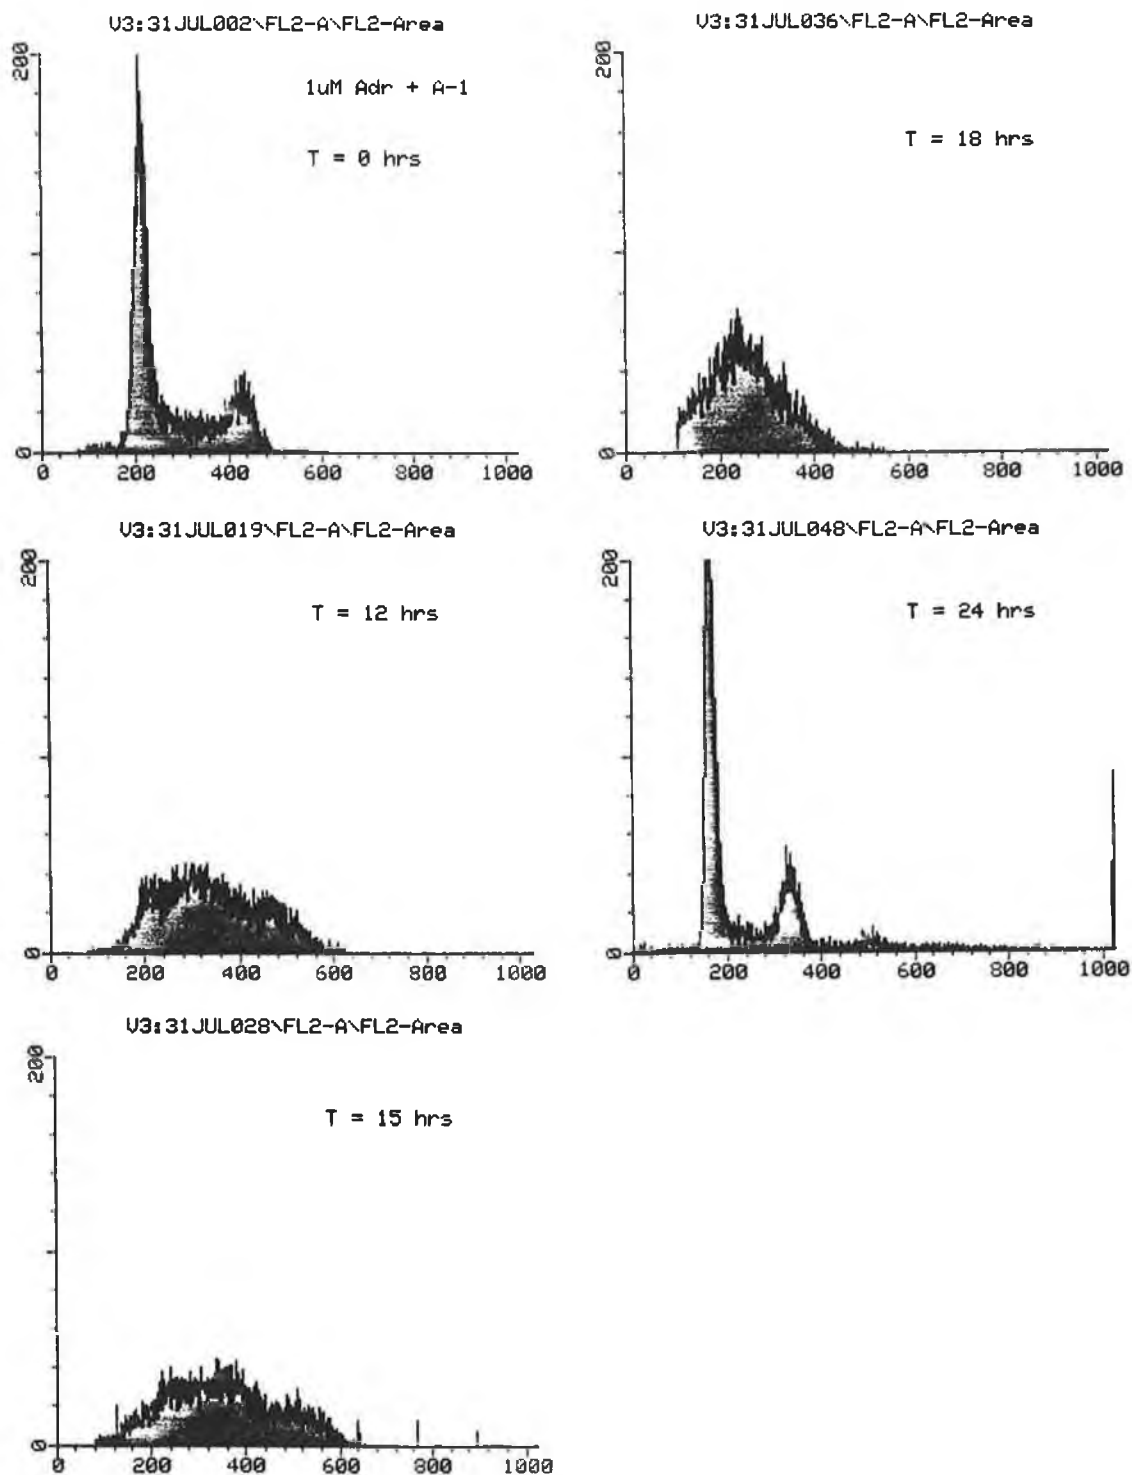 V3:31JUL002\FL2-A\FL2-Area
200
1uM Adr + A-1
T = 0 hrs
0
0 200 400 600 800 1000
V3:31JUL019\FL2-A\FL2-Area
200
T = 12 hrs
0
0 200 400 600 800 1000
V3:31JUL028\FL2-A\FL2-Area
200
T = 15 hrs
0
0 200 400 600 800 1000
V3:31JUL036\FL2-A\FL2-Area
200
T = 18 hrs
0
0 200 400 600 800 1000
V3:31JUL048\FL2-A\FL2-Area
200
T = 24 hrs
0
0 200 400 600 800 1000